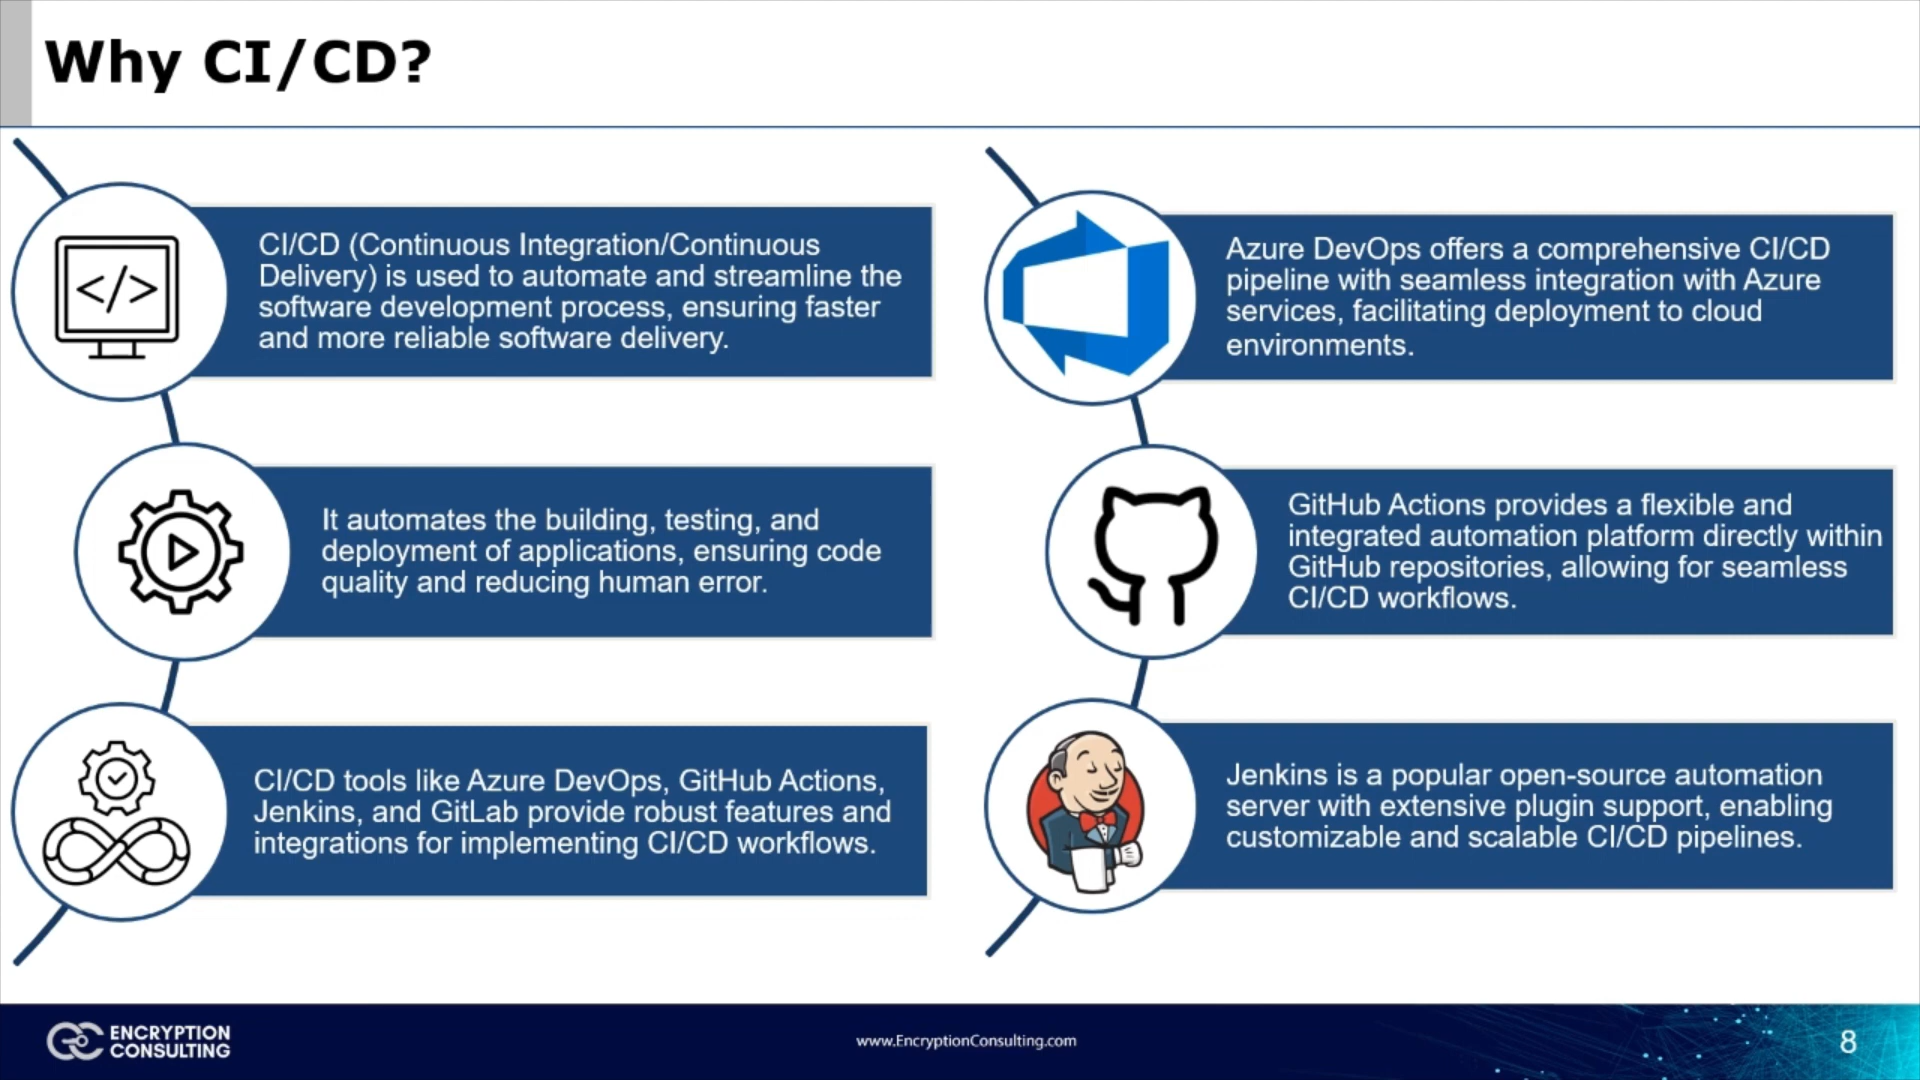 Why CI/CD?
CI/CD (Continuous Integration/Continuous
Delivery) is used to automate and streamline the
software development process, ensuring faster
and more reliable software delivery.
It automates the building, testing, and
deployment of applications, ensuring code
quality and reducing human error.
CI/CD tools like Azure DevOps, GitHub Actions,
Jenkins, and GitLab provide robust features and
integrations for implementing CI/CD workflows.
Azure DevOps offers a comprehensive CI/CD
pipeline with seamless integration with Azure
services, facilitating deployment to cloud
environments.
GitHub Actions provides a flexible and
integrated automation platform directly within
GitHub repositories, allowing for seamless
CI/CD workflows.
Jenkins is a popular open-source automation
server with extensive plugin support, enabling
customizable and scalable CI/CD pipelines.
ENCRYPTION
CONSULTING
www.EncryptionConsulting.com
8